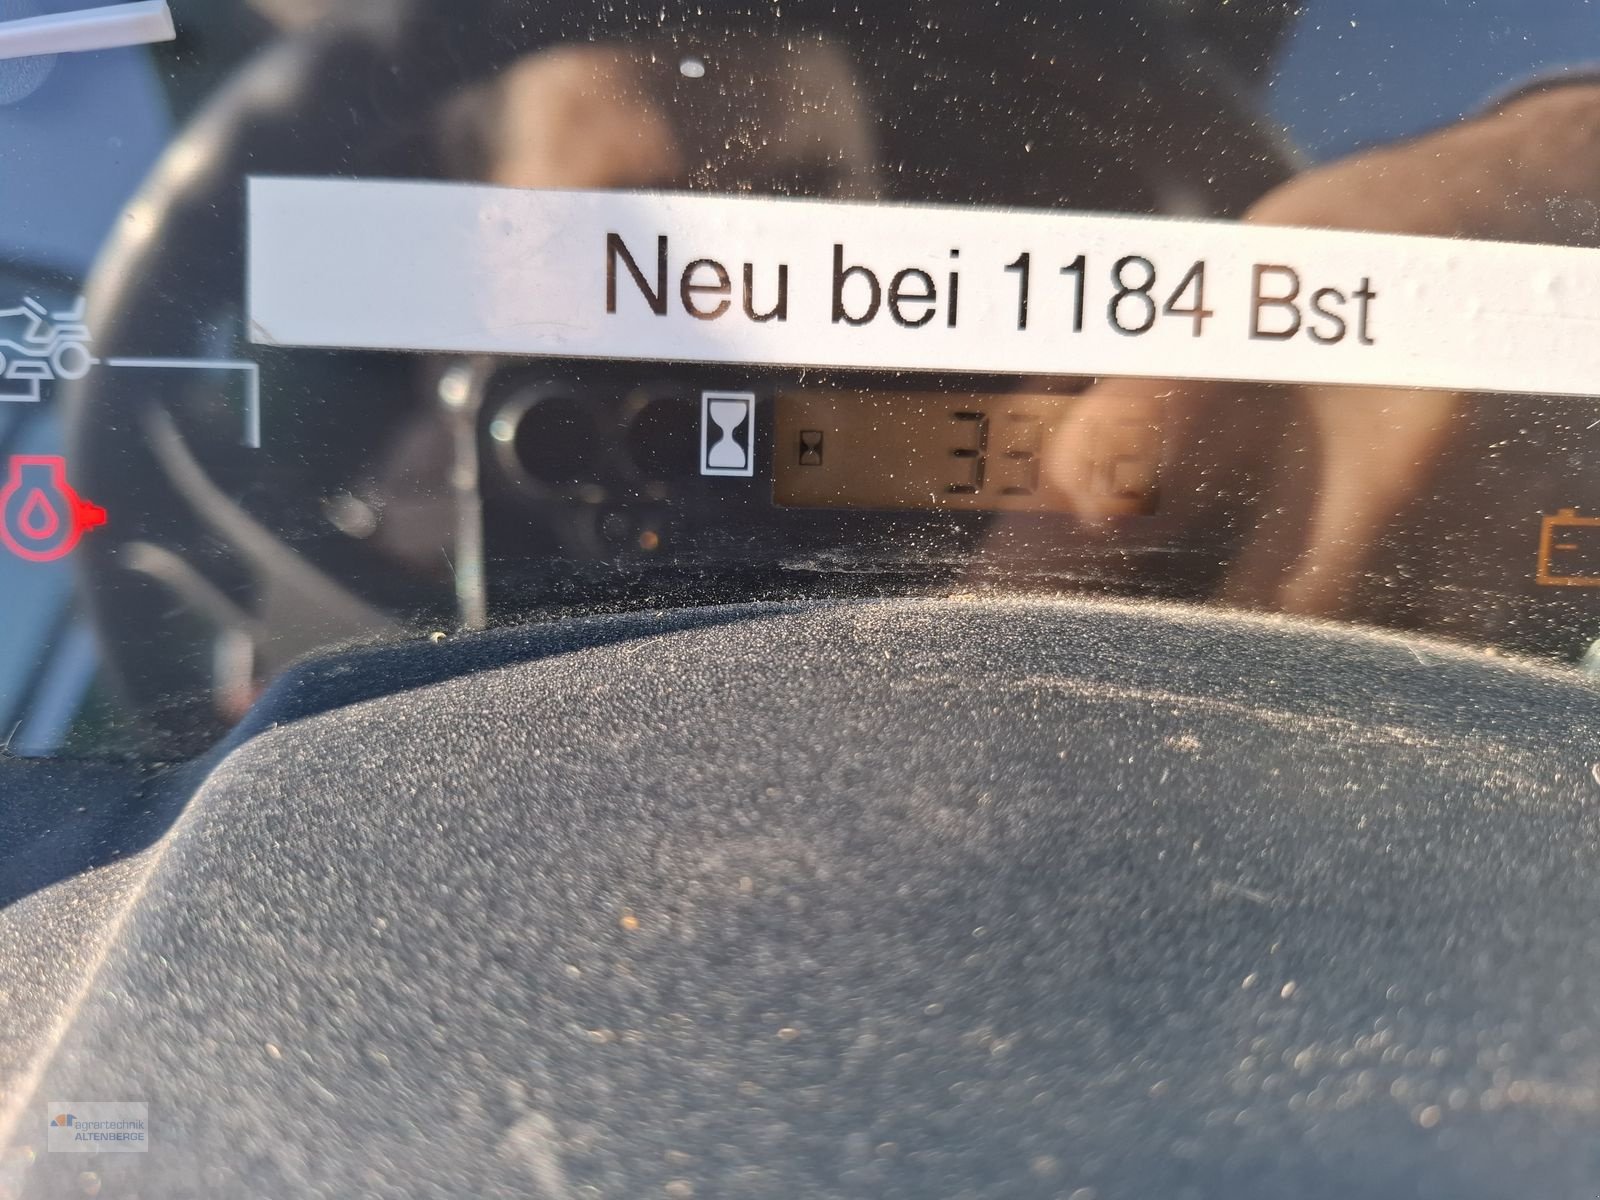 Neu bei 1184 Bst
agrartechnik
ALTENBERGE